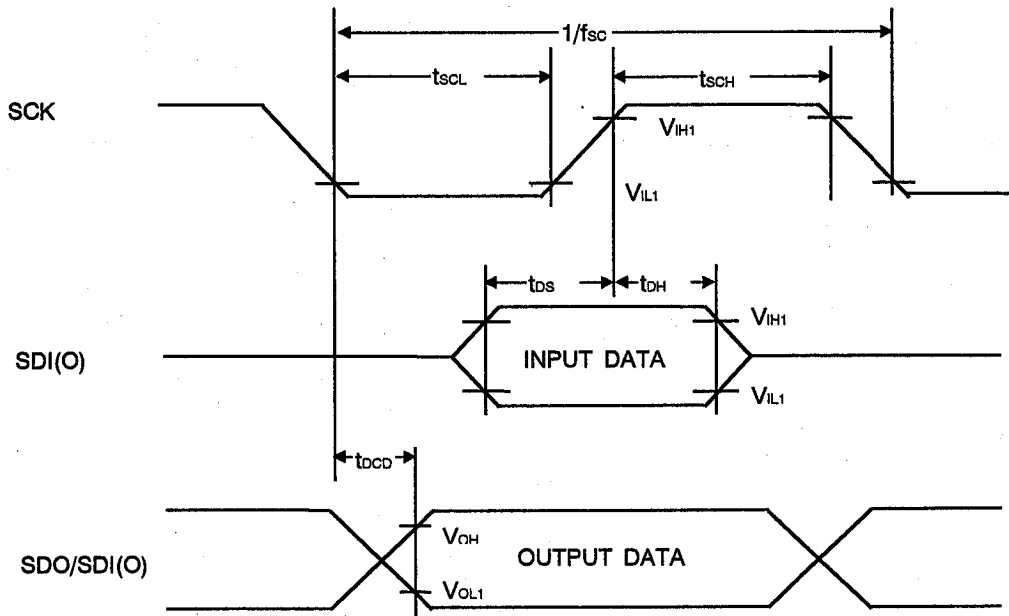 1/fSC
tSCL
tSCH
SCK
VIH1
VIL1
tDS
tDH
VIH1
SDI(O)
INPUT DATA
VIL1
tDCD
VOH
SDO/SDI(O)
OUTPUT DATA
VOL1